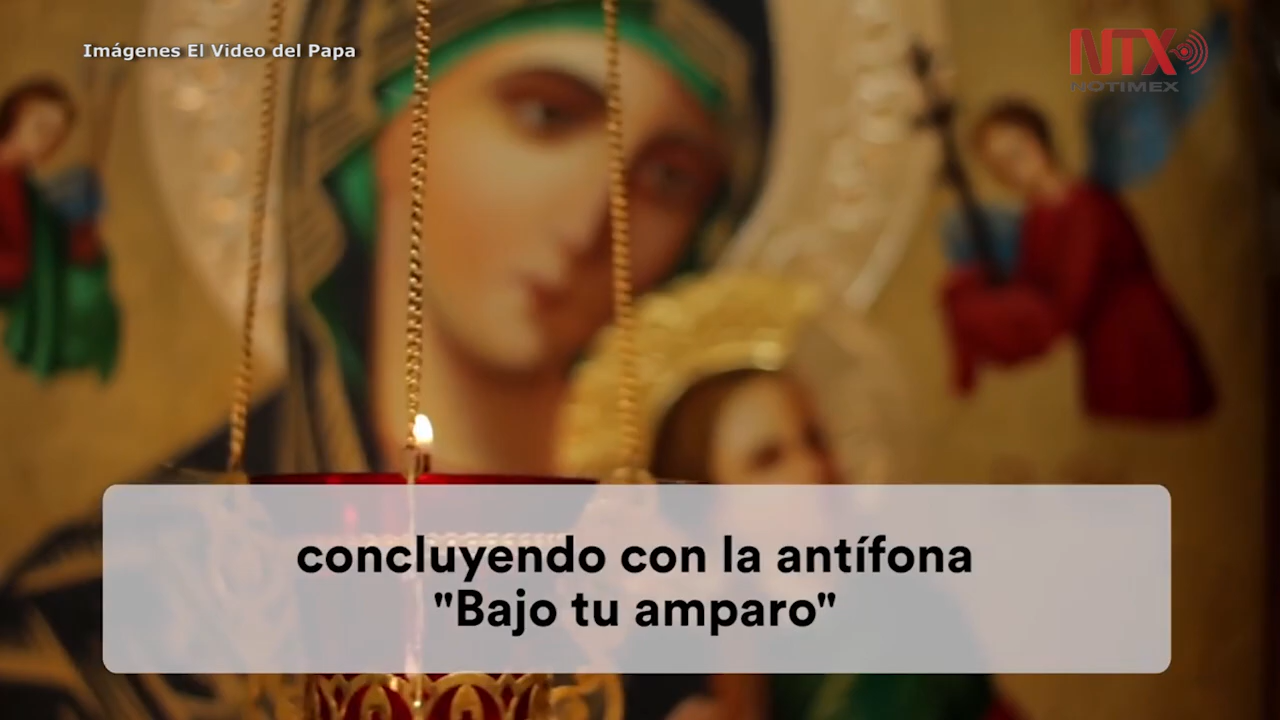 Imágenes El Video del Papa
NTX
NOTIMEX
concluyendo con la antífona
"Bajo tu amparo"